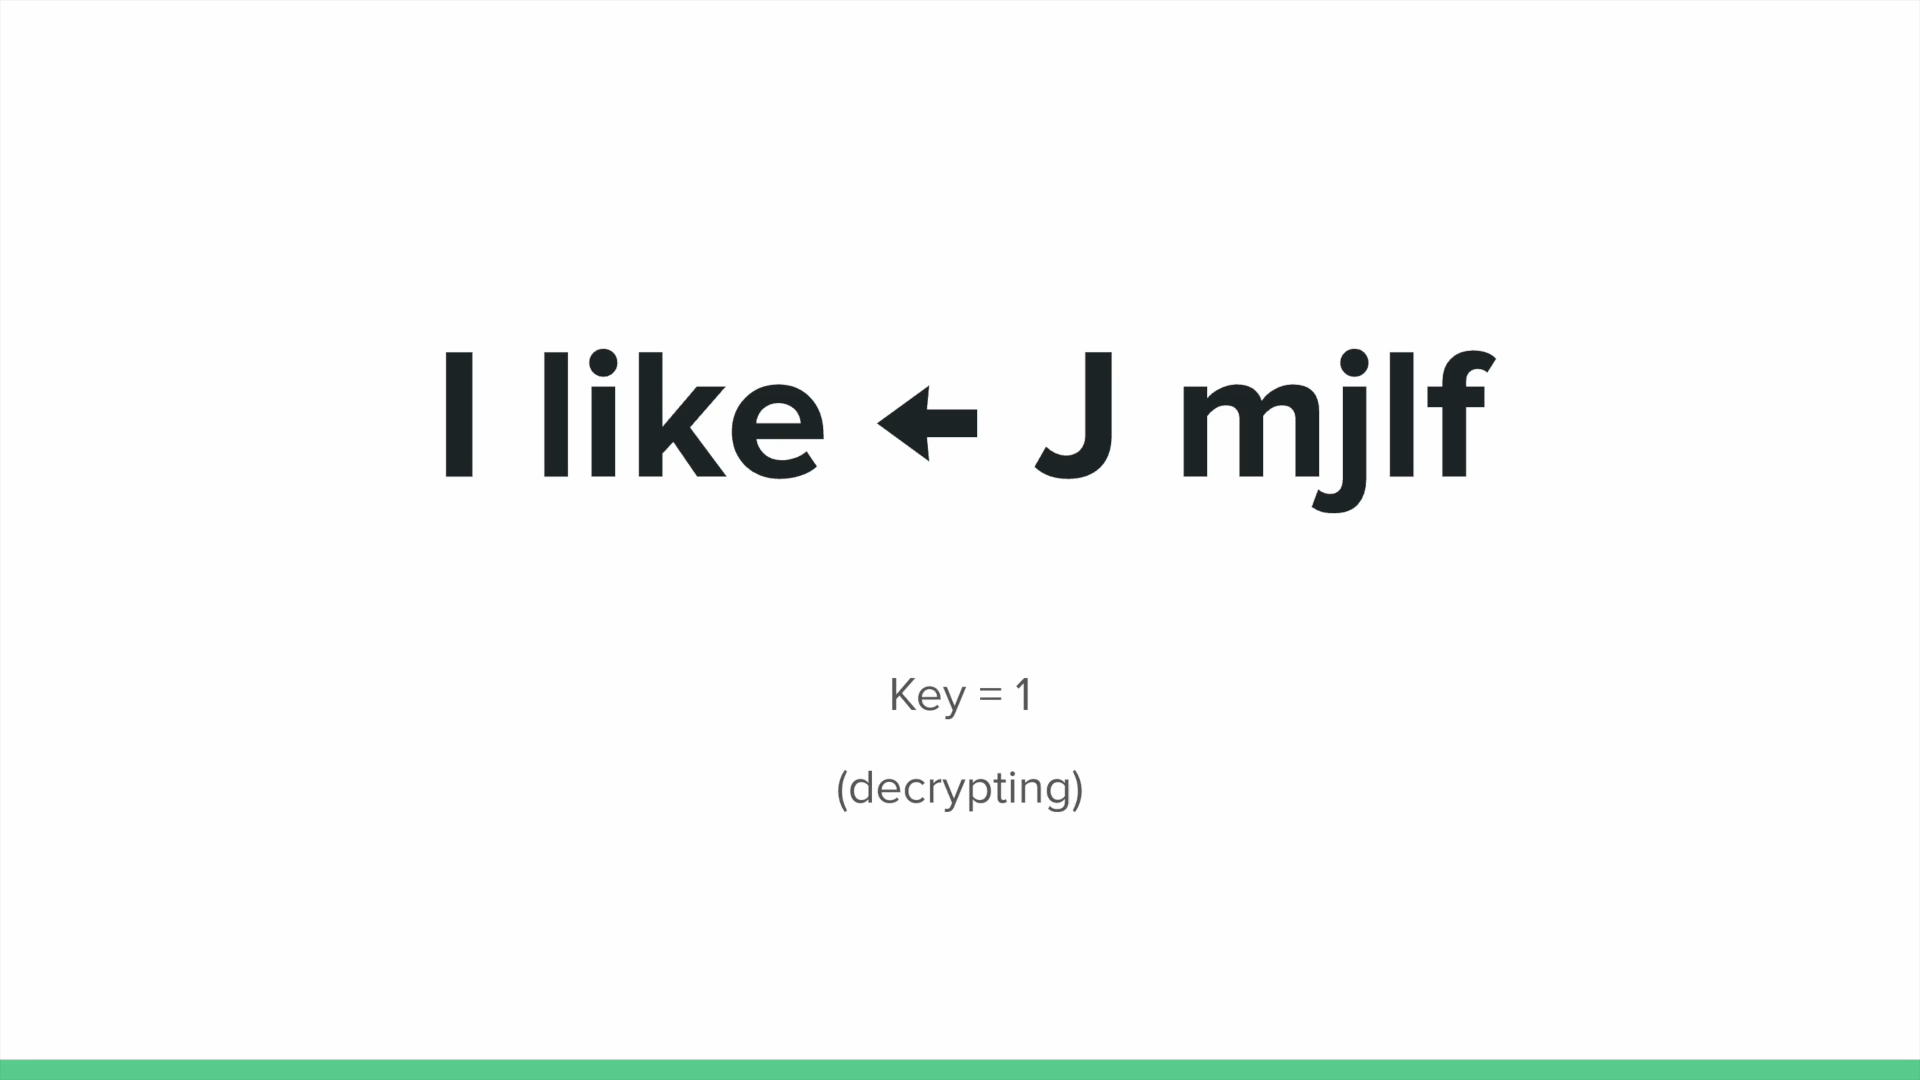 I like ← J mjlf
Key = 1
(decrypting)